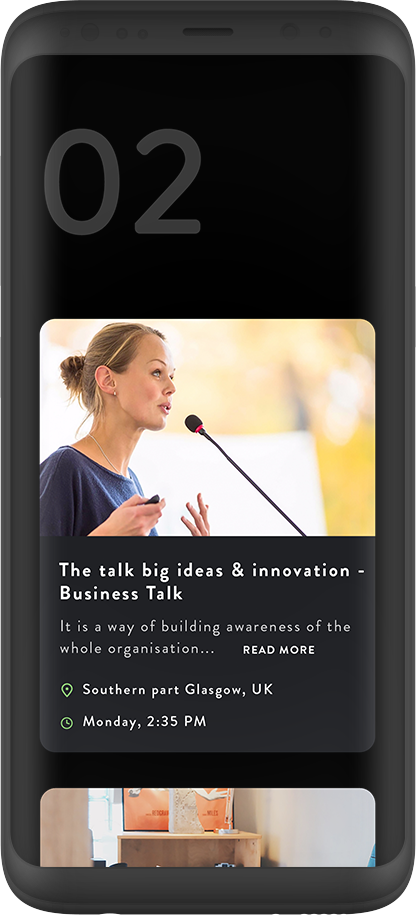 02
The talk big ideas & innovation -
Business Talk
It is a way of building awareness of the
whole organisation... READ MORE
Southern part Glasgow, UK
Monday, 2:35 PM